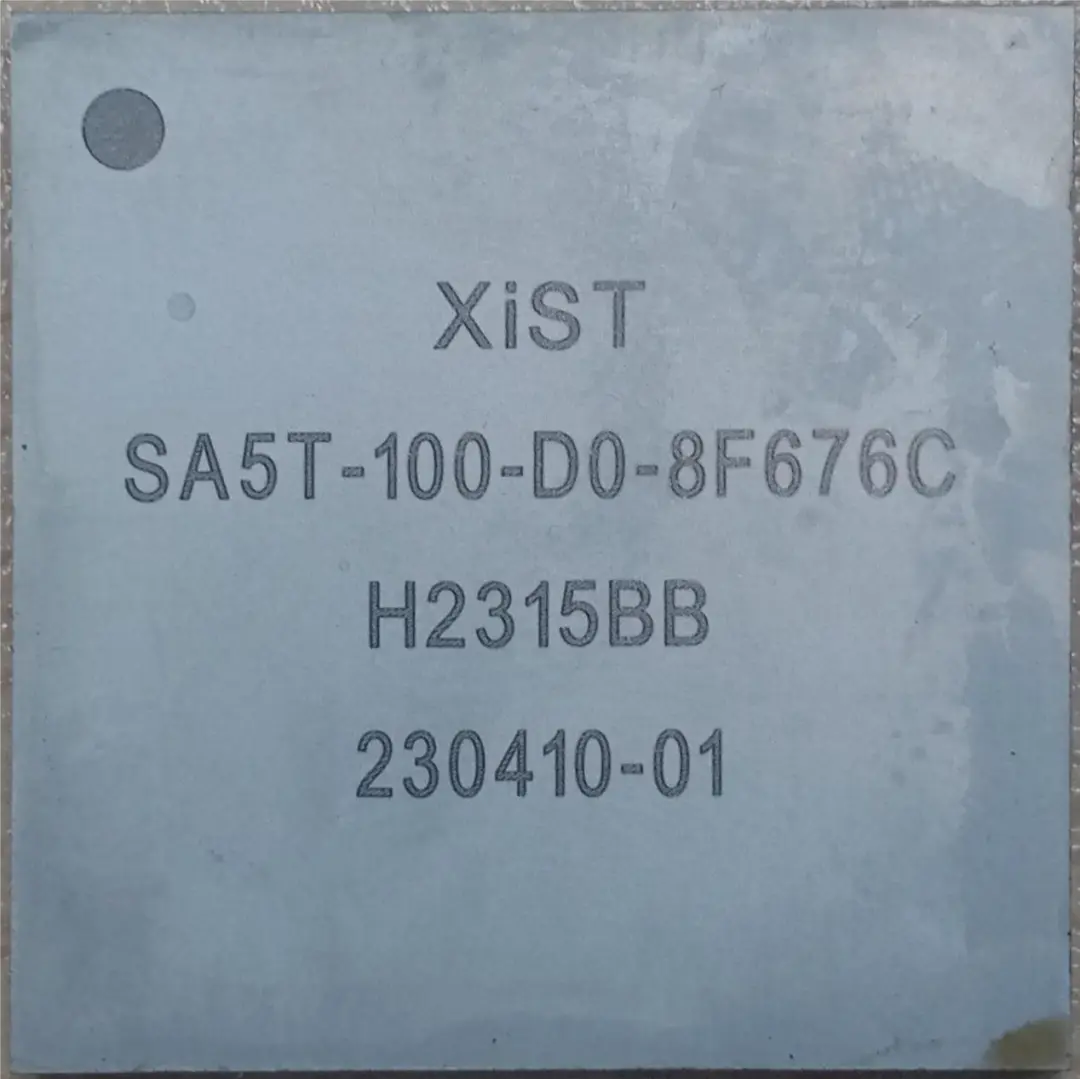 XiST
SA5T-100-D0-8F676C
H2315BB
230410-01